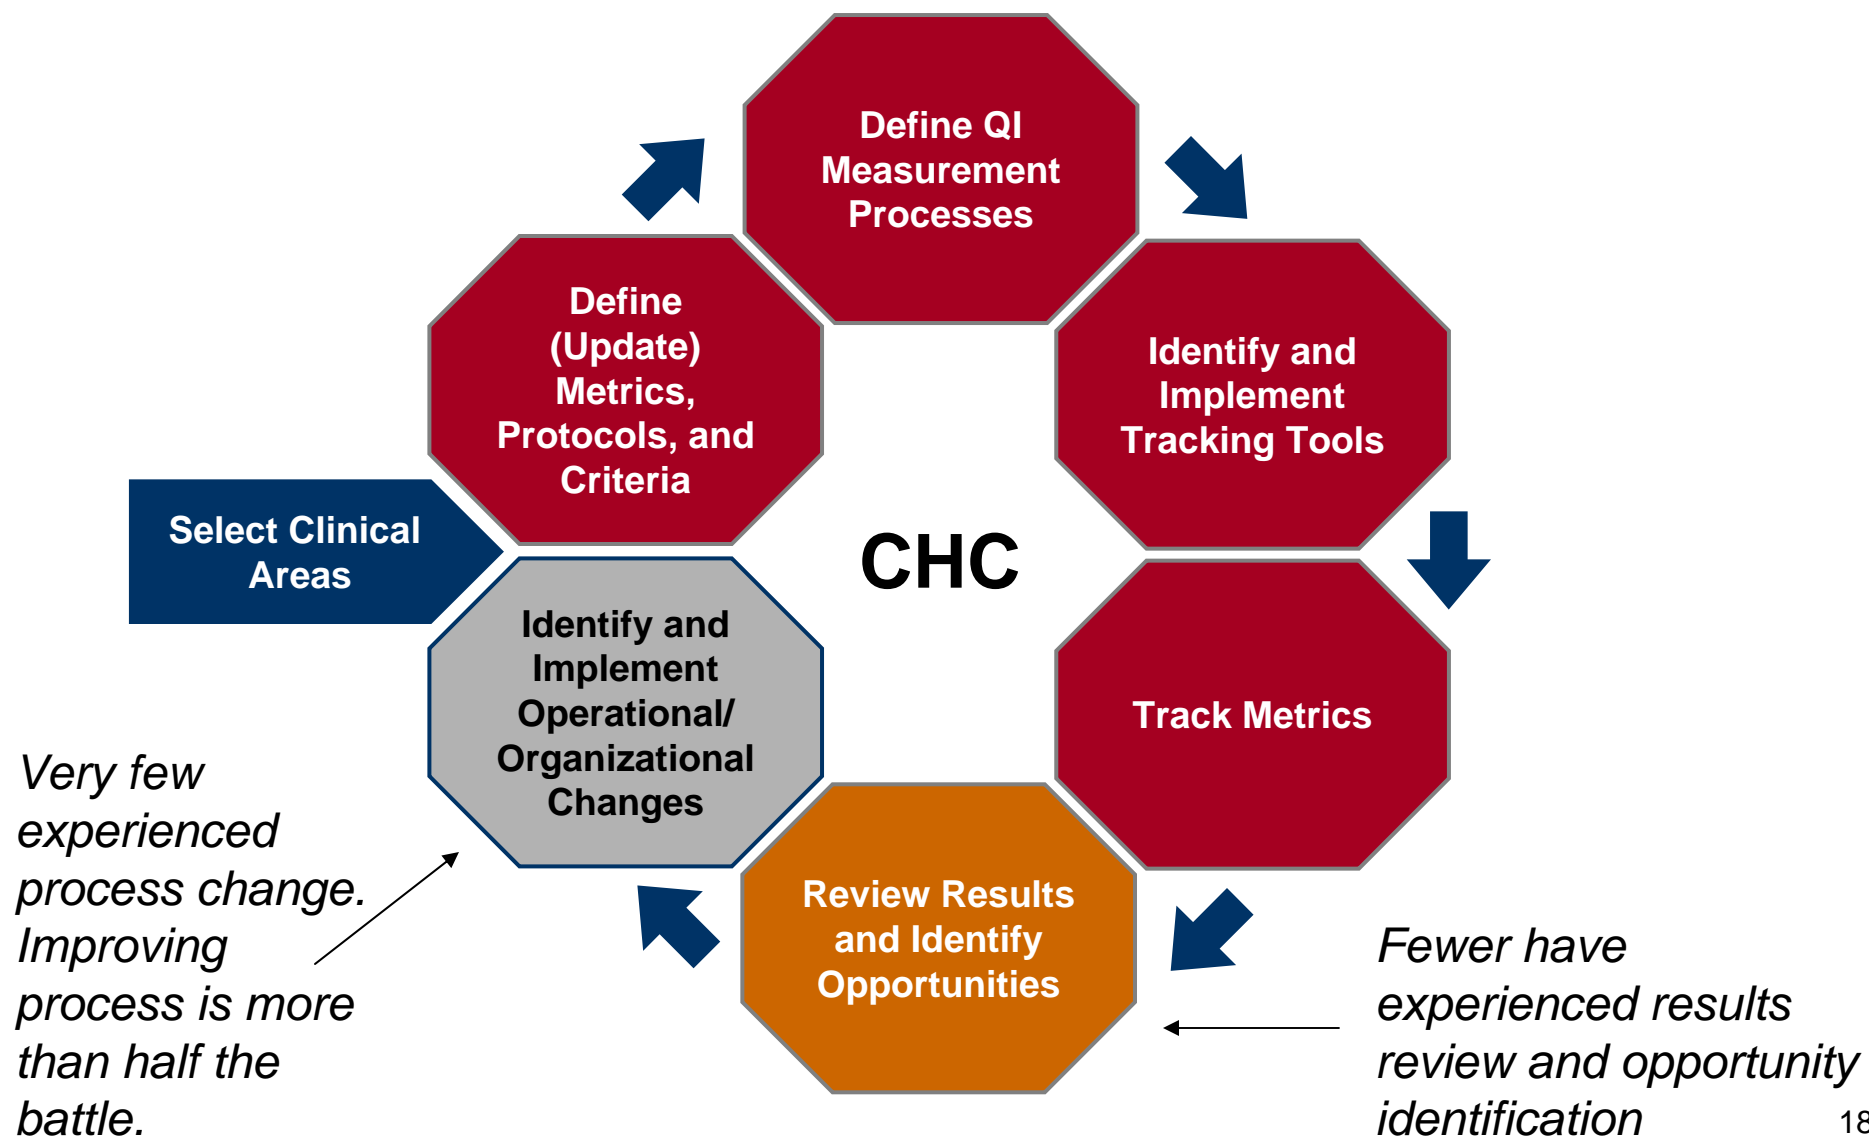 Define QI
Measurement
Processes
Define
(Update)
Metrics,
Protocols, and
Criteria
Identify and
Implement
Tracking Tools
Select Clinical
Areas
CHC
Identify and
Implement
Operational/
Organizational
Changes
Track Metrics
Review Results
and Identify
Opportunities
Very few
experienced
process change.
Improving
process is more
than half the
battle.
Fewer have
experienced results
review and opportunity
identification
18